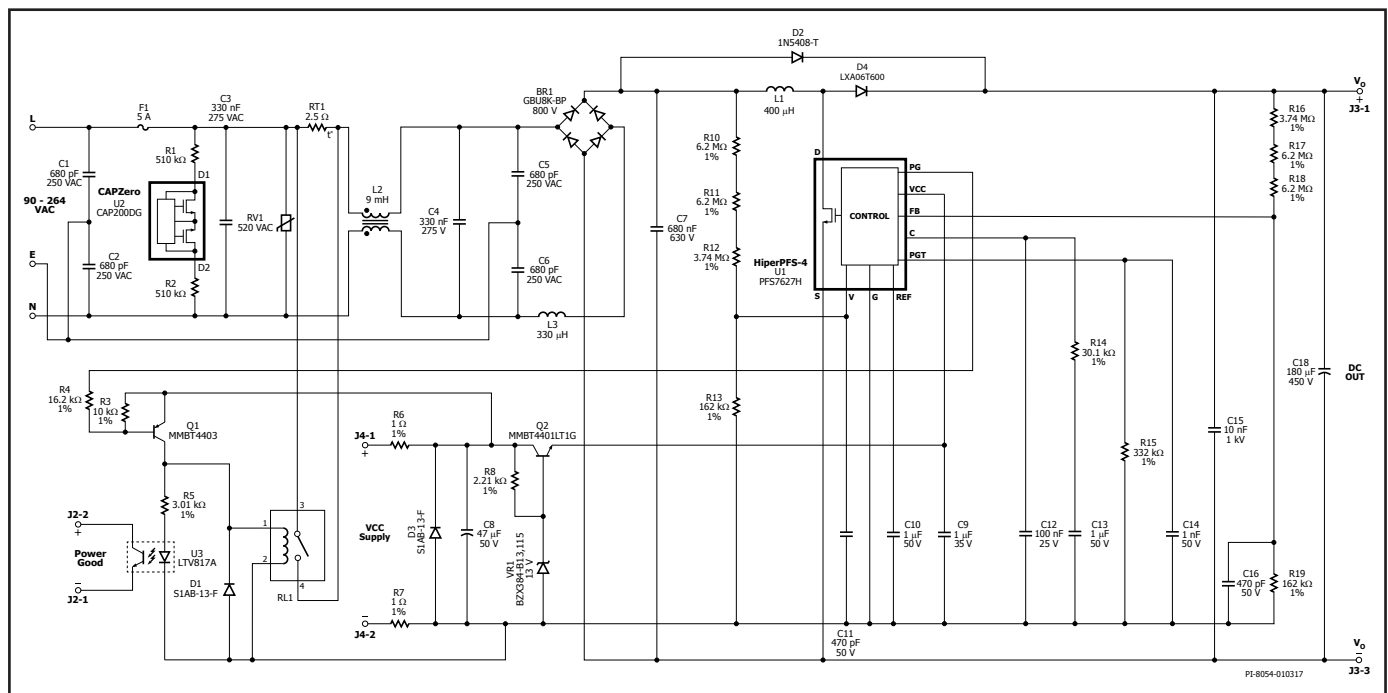 D2
1N5408-T
D4
LXA06T600
VO
+
J3-1
BR1
GBU8K-BP
800 V
L1
400 µH
L
F1
5 A
C3
330 nF
275 VAC
RT1
2.5 Ω
t°
R16
3.74 MΩ
1%
R17
6.2 MΩ
1%
R18
6.2 MΩ
1%
R10
6.2 MΩ
1%
R11
6.2 MΩ
1%
R12
3.74 MΩ
1%
C1
680 pF
250 VAC
R1
510 kΩ
D1
CAPZero
U2
CAP200DG
D2
R2
510 kΩ
90 - 264
VAC
RV1
520 VAC
L2
9 mH
C4
330 nF
275 V
C5
680 pF
250 VAC
C6
680 pF
250 VAC
C7
680 nF
630 V
D
PG
VCC
FB
C
PGT
CONTROL
HiperPFS-4
U1
PFS7627H
S
V
G
REF
E
C2
680 pF
250 VAC
N
L3
330 µH
R14
30.1 kΩ
1%
R4
16.2 kΩ
1%
R3
10 kΩ
1%
Q1
MMBT4403
R13
162 kΩ
1%
C18
180 µF
450 V
DC
OUT
J4-1
+
R6
1 Ω
1%
Q2
MMBT4401LT1G
C15
10 nF
1 kV
R15
332 kΩ
1%
R8
2.21 kΩ
1%
R5
3.01 kΩ
1%
J2-2
+
Power
Good
−
J2-1
U3
LTV817A
D1
S1AB-13-F
1
2
3
4
RL1
VCC
Supply
D3
S1AB-13-F
C8
47 µF
50 V
VR1
BZX384-B13,115
13 V
C10
1 µF
50 V
C9
1 µF
35 V
C12
100 nF
25 V
C13
1 µF
50 V
C14
1 nF
50 V
C16
470 pF
50 V
R19
162 kΩ
1%
−
J4-2
R7
1 Ω
1%
C11
470 pF
50 V
VO
−
J3-3
PI-8054-010317